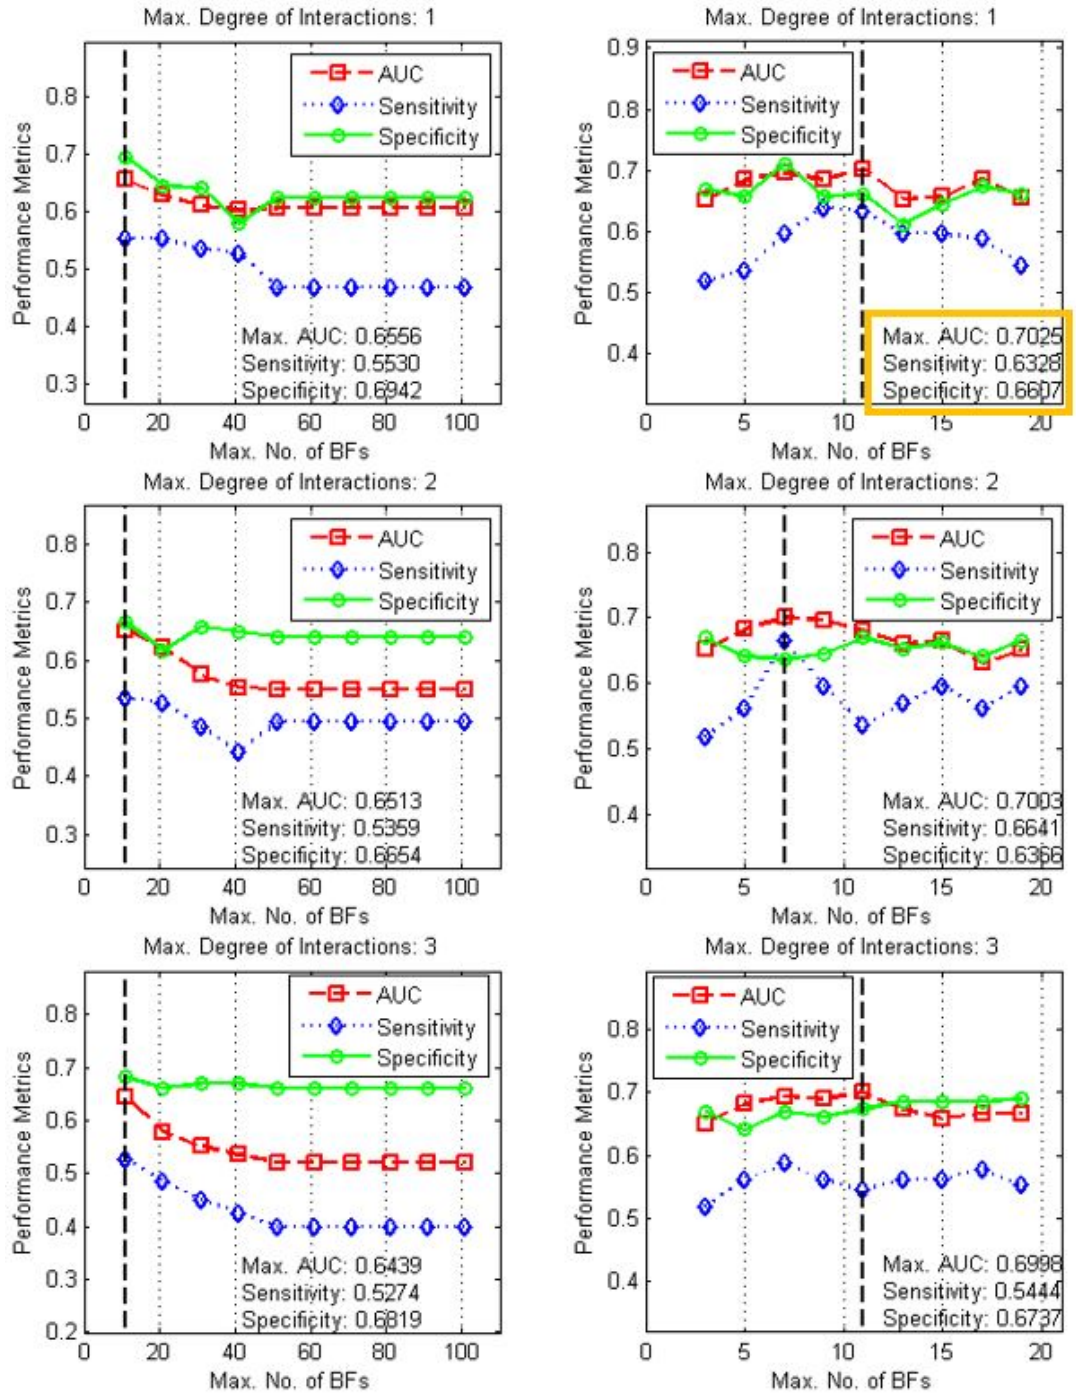 Max. Degree of Interactions: 1
Performance Metrics
0.8
0.7
0.6
0.5
0.4
0.3
AUC
Sensitivity
Specificity
Max. AUC: 0.6556
Sensitivity: 0.5530
Specificity: 0.6942
0 20 40 60 80 100
Max. No. of BFs
Max. Degree of Interactions: 1
Performance Metrics
0.9
0.8
0.7
0.6
0.5
0.4
AUC
Sensitivity
Specificity
Max. AUC: 0.7025
Sensitivity: 0.6328
Specificity: 0.6607
0 5 10 15 20
Max. No. of BFs
Max. Degree of Interactions: 2
Performance Metrics
0.8
0.7
0.6
0.5
0.4
0.3
AUC
Sensitivity
Specificity
Max. AUC: 0.6513
Sensitivity: 0.5359
Specificity: 0.6654
0 20 40 60 80 100
Max. No. of BFs
Max. Degree of Interactions: 2
Performance Metrics
0.8
0.7
0.6
0.5
0.4
AUC
Sensitivity
Specificity
Max. AUC: 0.7003
Sensitivity: 0.6641
Specificity: 0.6366
0 5 10 15 20
Max. No. of BFs
Max. Degree of Interactions: 3
Performance Metrics
0.8
0.7
0.6
0.5
0.4
0.3
0.2
AUC
Sensitivity
Specificity
Max. AUC: 0.6439
Sensitivity: 0.5274
Specificity: 0.6819
0 20 40 60 80 100
Max. No. of BFs
Max. Degree of Interactions: 3
Performance Metrics
0.8
0.7
0.6
0.5
0.4
AUC
Sensitivity
Specificity
Max. AUC: 0.6998
Sensitivity: 0.5444
Specificity: 0.6737
0 5 10 15 20
Max. No. of BFs